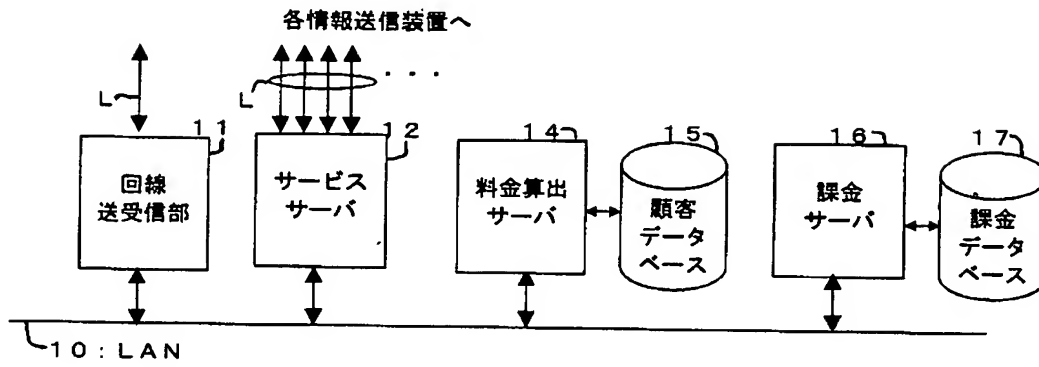 各情報送信装置へ
L
L
・・・
11
12
14
15
16
17
回線
送受信部
サービス
サーバ
料金算出
サーバ
顧客
データ
ベース
課金
サーバ
課金
データ
ベース
10：LAN